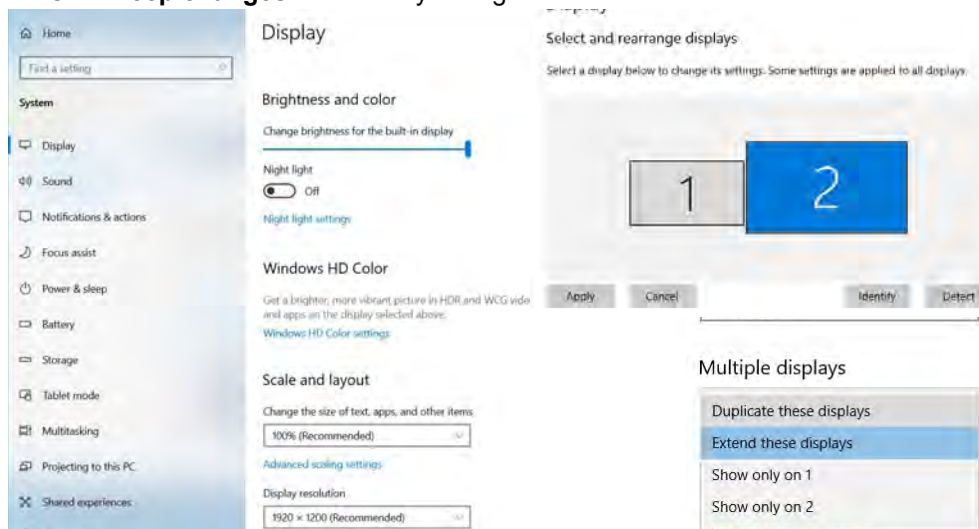 Home
Find a setting
System
Display
Sound
Notifications & actions
Focus assist
Power & sleep
Battery
Storage
Tablet mode
Multitasking
Projecting to this PC
Shared experiences
Display
Brightness and color
Change brightness for the built-in display
Night light
Off
Night light settings
Windows HD Color
Get a brighter, more vibrant picture in HDR and WCG vide
and apps on the display selected above.
Windows HD Color settings
Scale and layout
Change the size of text, apps, and other items
100% (Recommended)
Advanced scaling settings
Display resolution
1920 × 1200 (Recommended)
Select and rearrange displays
Select a display below to change its settings. Some settings are applied to all displays.
1
2
Apply Cancel Identify Detect
Multiple displays
Duplicate these displays
Extend these displays
Show only on 1
Show only on 2